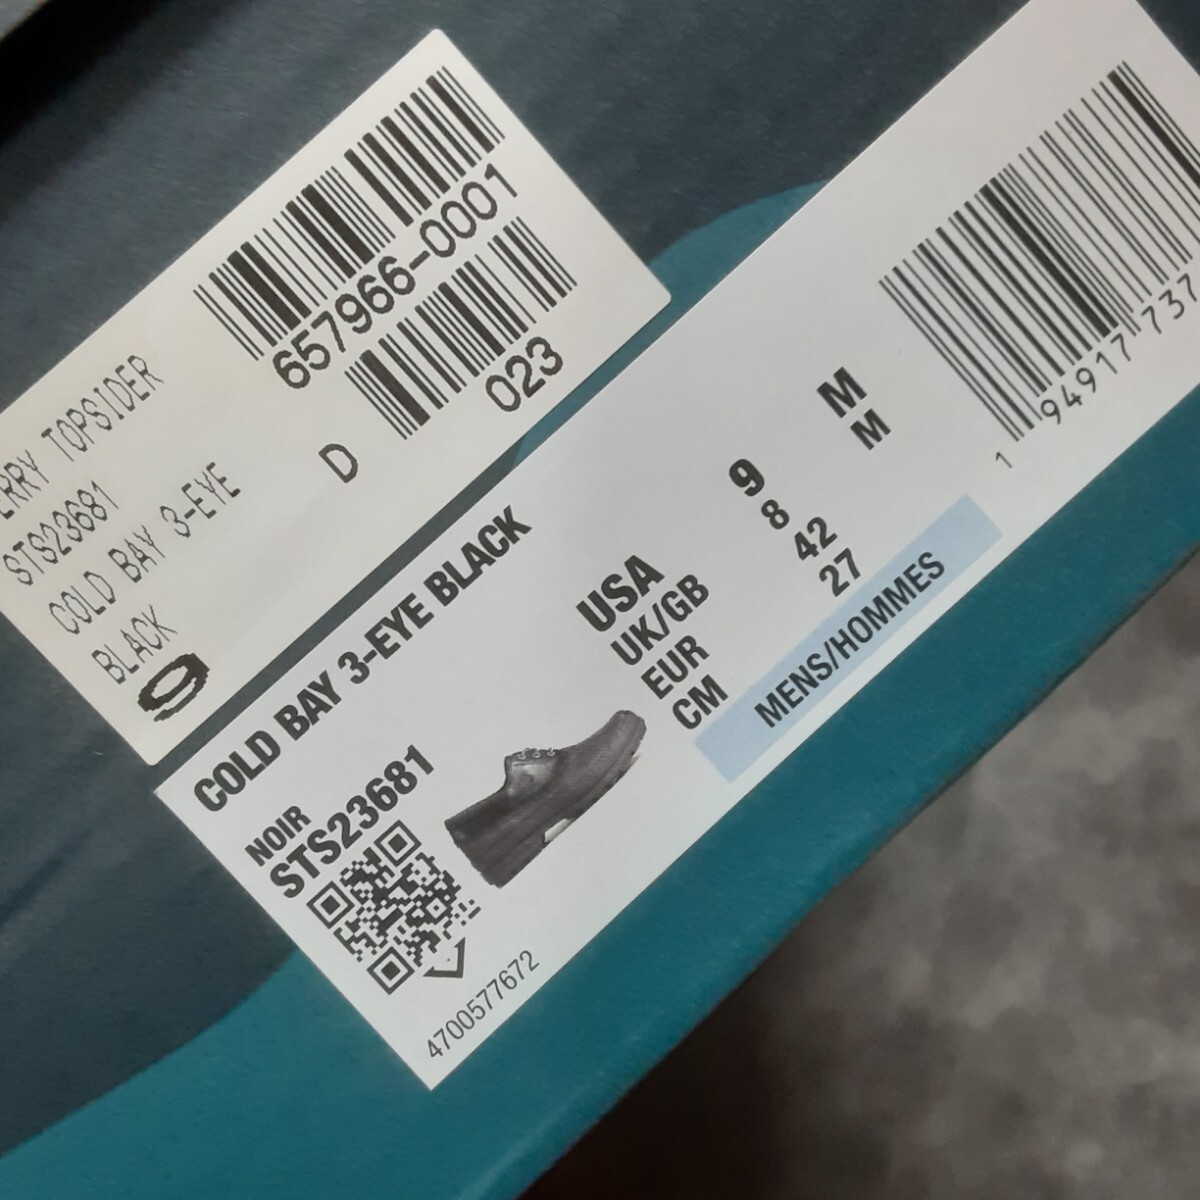 657966-0001
023
TOPSIDER
STS23681
COLD BAY 3-EYE D
BLACK
9
COLD BAY 3-EYE BLACK
NOIR
STS23681
4700577672
USA 9 M
UK/GB 8 M
EUR 42
CM 27
MENS/HOMMES
1 94917 737